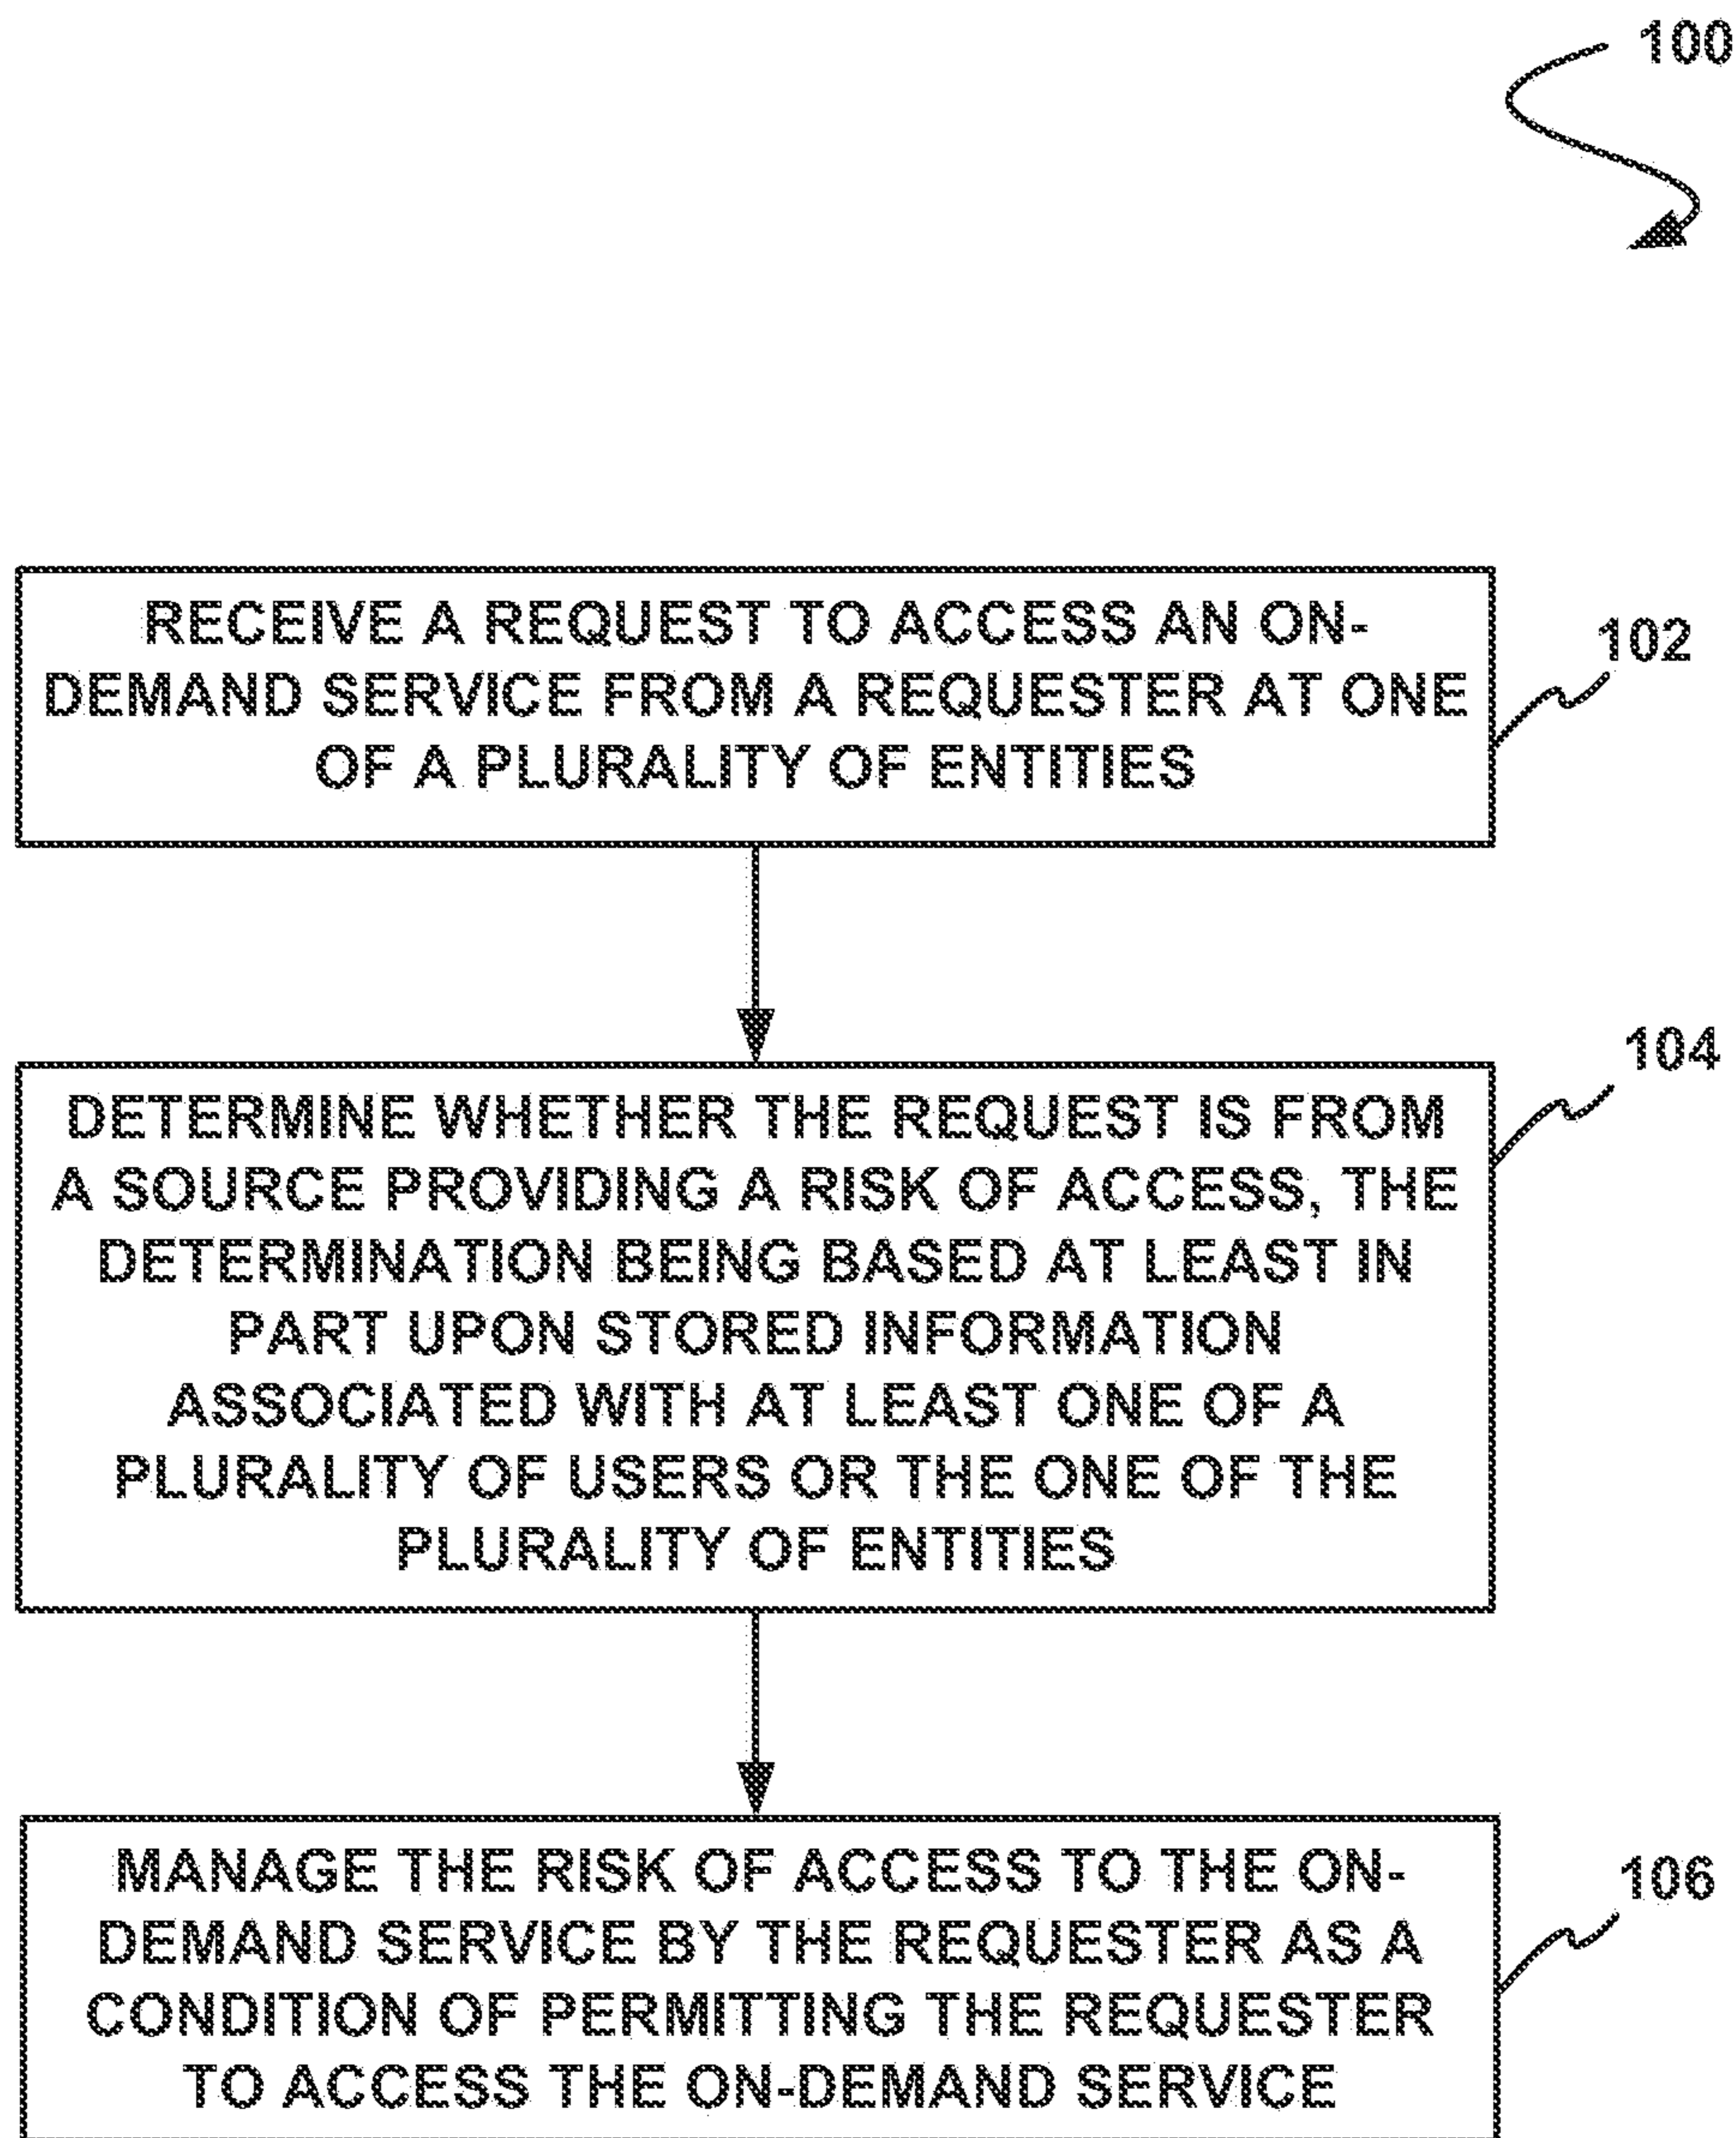 100
RECEIVE A REQUEST TO ACCESS AN ON-
DEMAND SERVICE FROM A REQUESTER AT ONE
OF A PLURALITY OF ENTITIES
102
DETERMINE WHETHER THE REQUEST IS FROM
A SOURCE PROVIDING A RISK OF ACCESS, THE
DETERMINATION BEING BASED AT LEAST IN
PART UPON STORED INFORMATION
ASSOCIATED WITH AT LEAST ONE OF A
PLURALITY OF USERS OR THE ONE OF THE
PLURALITY OF ENTITIES
104
MANAGE THE RISK OF ACCESS TO THE ON-
DEMAND SERVICE BY THE REQUESTER AS A
CONDITION OF PERMITTING THE REQUESTER
TO ACCESS THE ON-DEMAND SERVICE
106